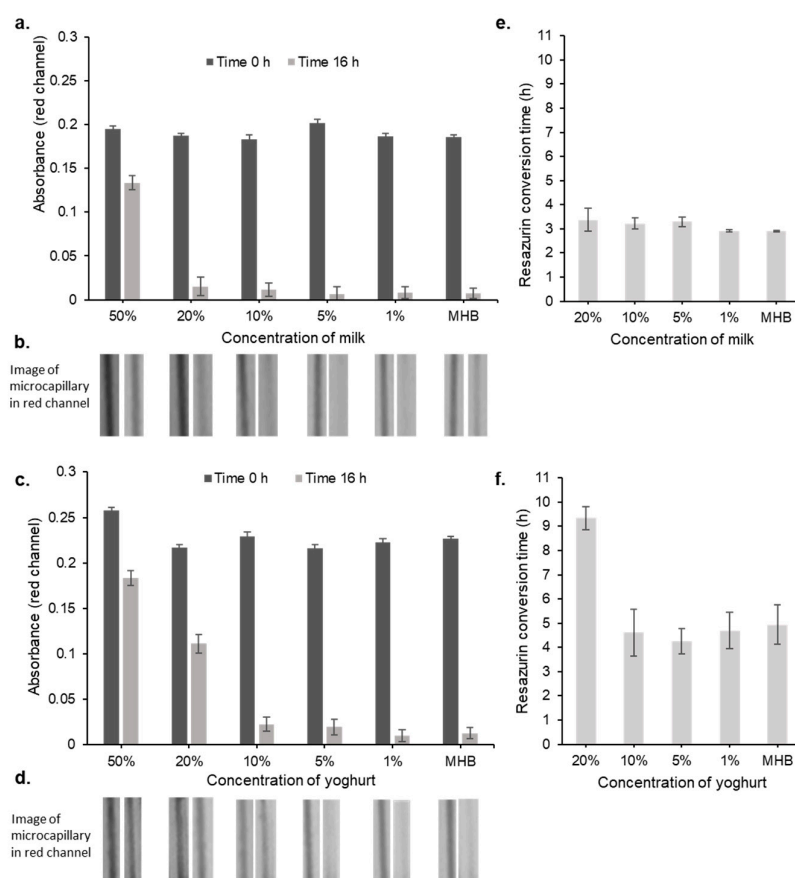 a.
0.3
0.25
0.2
0.15
0.1
0.05
0
Absorbance (red channel)
Time 0 h Time 16 h
50% 20% 10% 5% 1% MHB
Concentration of milk
b.
Image of
microcapillary
in red channel
c.
0.3
0.25
0.2
0.15
0.1
0.05
0
Absorbance (red channel)
Time 0 h Time 16 h
50% 20% 10% 5% 1% MHB
Concentration of yoghurt
d.
Image of
microcapillary
in red channel
e.
11
10
9
8
7
6
5
4
3
2
1
0
Resazurin conversion time (h)
20% 10% 5% 1% MHB
Concentration of milk
f.
11
10
9
8
7
6
5
4
3
2
1
0
Resazurin conversion time (h)
20% 10% 5% 1% MHB
Concentration of yoghurt